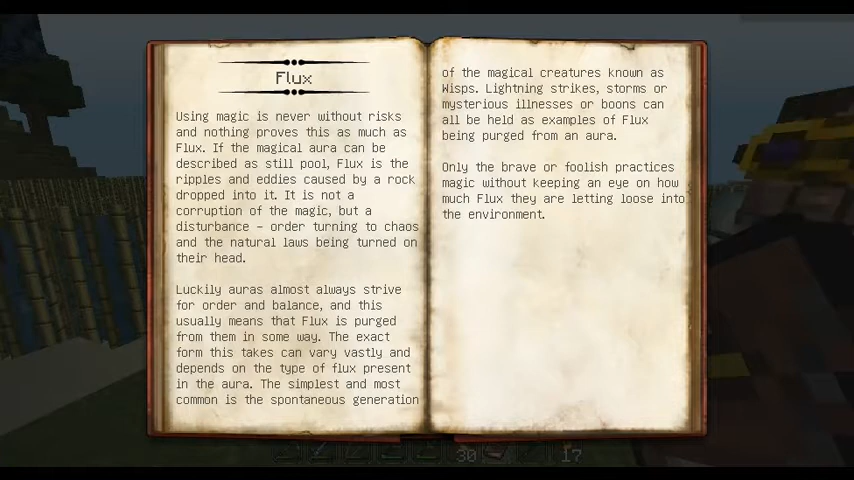 Flux
Using magic is never without risks
and nothing proves this as much as
Flux. If the magical aura can be
described as still pool, Flux is the
ripples and eddies caused by a rock
dropped into it. It is not a
corruption of the magic, but a
disturbance - order turning to chaos
and the natural laws being turned on
their head.
Luckily auras almost always strive
for order and balance, and this
usually means that Flux is purged
from them in some way. The exact
form this takes can vary vastly and
depends on the type of flux present
in the aura. The simplest and most
common is the spontaneous generation
of the magical creatures known as
Wisps. Lightning strikes, storms or
mysterious illnesses or boons can
all be held as examples of Flux
being purged from an aura.
Only the brave or foolish practices
magic without keeping an eye on how
much Flux they are letting loose into
the environment.
30 17